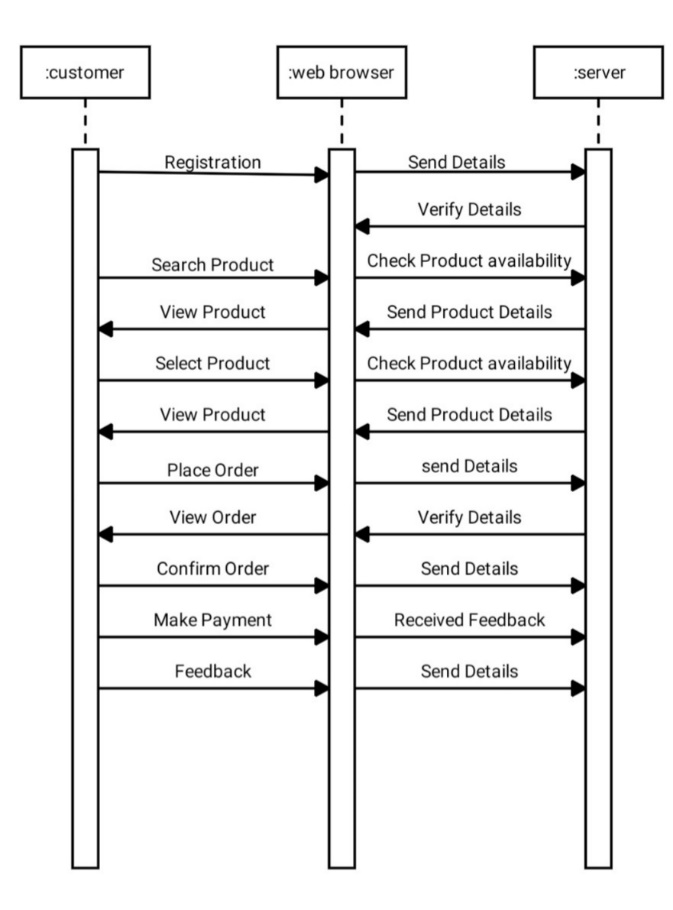 :customer
:web browser
:server
Registration
Send Details
Verify Details
Search Product
Check Product availability
View Product
Send Product Details
Select Product
Check Product availability
View Product
Send Product Details
Place Order
send Details
View Order
Verify Details
Confirm Order
Send Details
Make Payment
Received Feedback
Feedback
Send Details